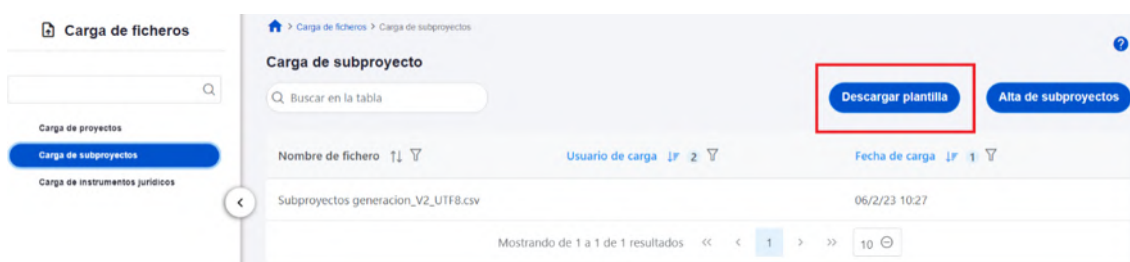 Carga de ficheros
Carga de proyectos
Carga de subproyectos
Carga de instrumentos jurídicos
> Carga de ficheros > Carga de subproyectos
Carga de subproyecto
Buscar en la tabla
Descargar plantilla
Alta de subproyectos
Nombre de fichero Usuario de carga 2 Fecha de carga 1
Subproyectos generacion_V2_UTF8.csv 06/2/23 10:27
Mostrando de 1 a 1 de 1 resultados << < 1 > >> 10